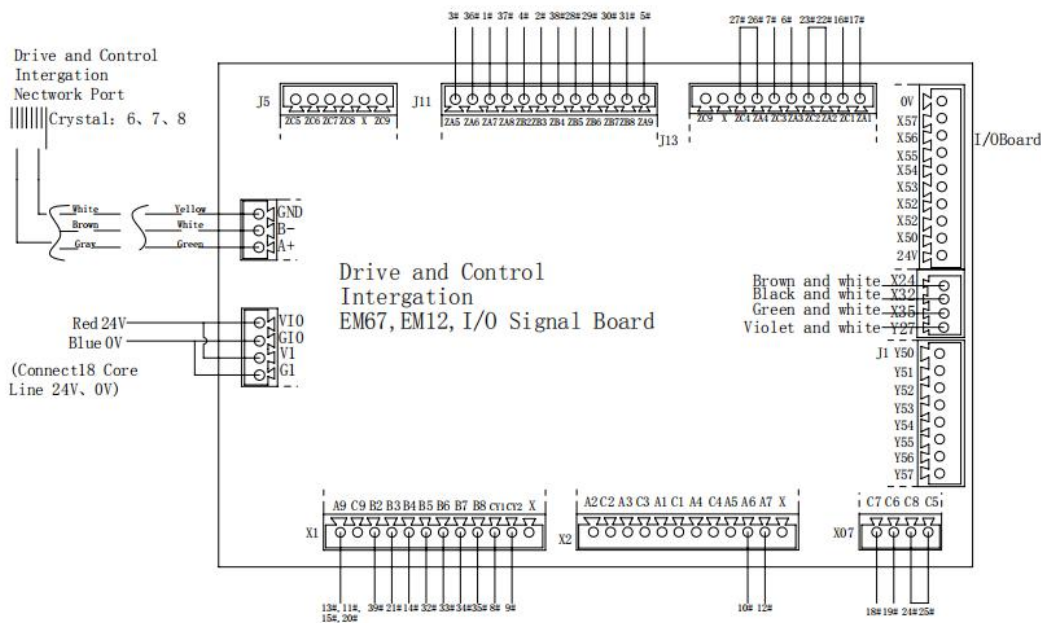 3# 36# 1# 37# 4# 2# 38# 28# 29# 30# 31# 5#
27# 26# 7# 6# 23# 22# 16# 17#
Drive and Control
Intergation
Nectwork Port
Crystal: 6、7、8
J5
ZC5 ZC6 ZC7 ZC8 X ZC9
J11
ZA5 ZA6 ZA7 ZA8 ZB2 ZB3 ZB4 ZB5 ZB6 ZB7 ZB8 ZA9
J13
ZC9 X ZC4 ZA4 ZC3 ZA3 ZC2 ZA2 ZC1 ZA1
I/OBoard
0V
X57
X56
X55
X54
X53
X52
X52
X50
24V
White Yellow GND
Brown White B-
Gray Green A+
Drive and Control
Intergation
EM67,EM12,I/O Signal Board
Brown and white X24
Black and white X32
Green and white X35
Violet and white Y27
Red 24V
Blue 0V
VIO
GIO
V1
G1
(Connect18 Core
Line 24V、0V)
J1 Y50
Y51
Y52
Y53
Y54
Y55
Y56
Y57
X1
A9 C9 B2 B3 B4 B5 B6 B7 B8 CY1 CY2 X
X2
A2 C2 A3 C3 A1 C1 A4 C4 A5 A6 A7 X
X07
C7 C6 C8 C5
13#, 11#,
15#, 20#
39# 21# 14# 32# 33# 34# 35# 8# 9#
10# 12#
18# 19# 24# 25#